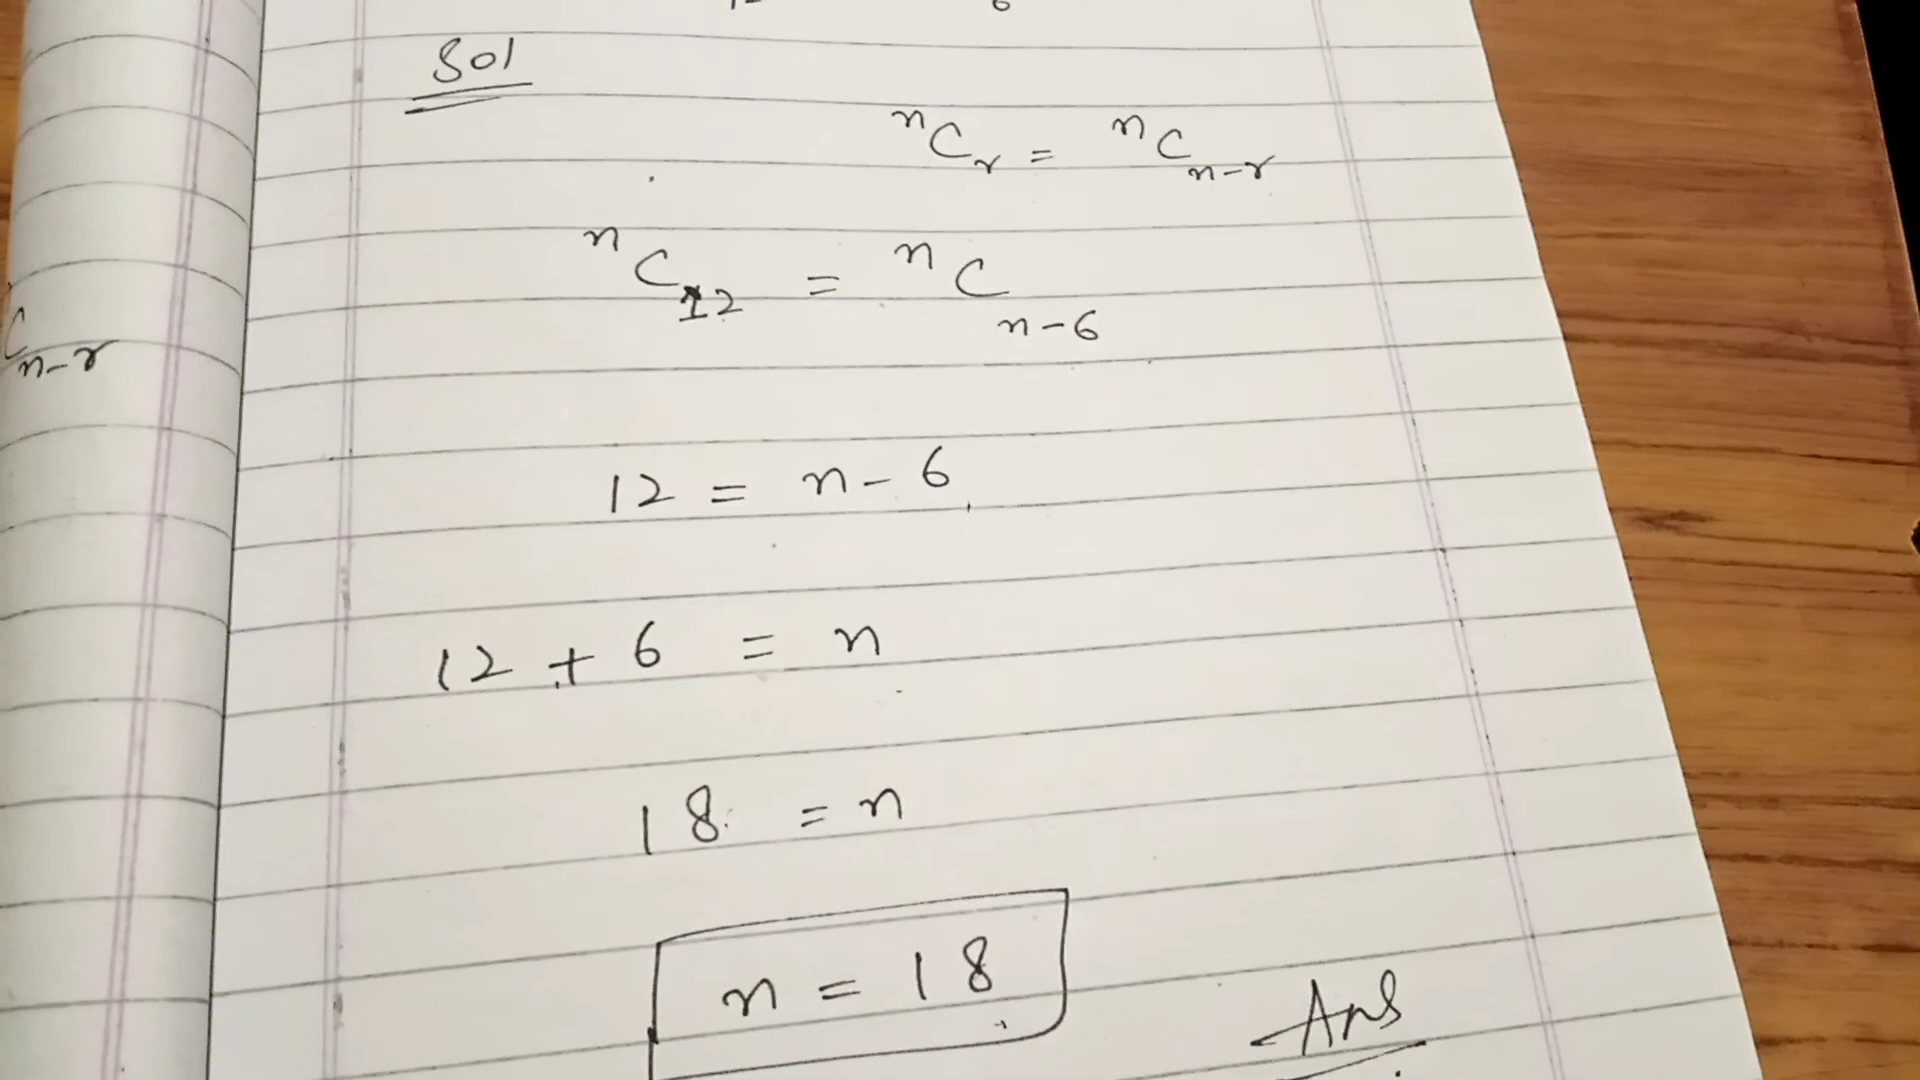 Sol
nCr = nCn-r
nC12 = nCn-6
C
n-r
12 = n - 6
12 + 6 = n
18 = n
n = 18
Ans